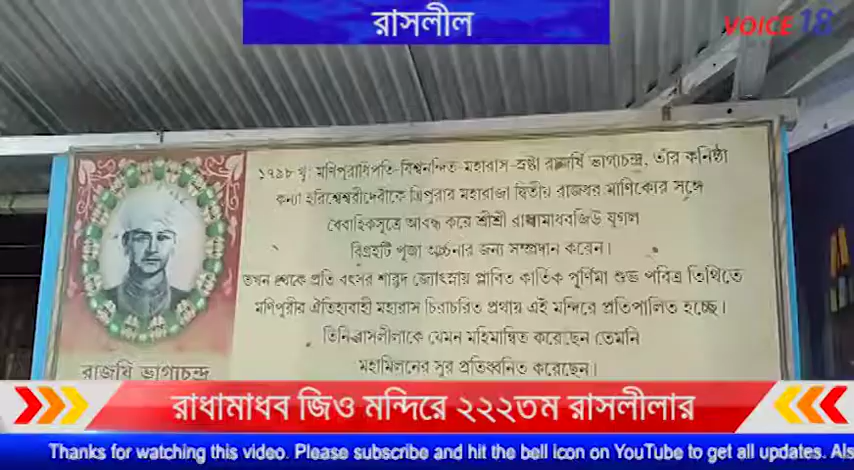 রাসলীল
VOICE 18
১৭৯৮ খৃ: মণিপুরাধিপতি-বিশ্বনন্দিত-মহারাস-স্রষ্টা রাজর্ষি ভাগ্যচন্দ্র, তাঁর কনিষ্ঠা
কন্যা হরিশ্বেশ্বরীদেবীকে ত্রিপুরার মহারাজা দ্বিতীয় রাজধর মাণিক্যের সঙ্গে
বৈবাহিকসূত্রে আবদ্ধ করে শ্রীশ্রী রাধামাধবজিউ যুগল
বিগ্রহটি পূজা অর্চনার জন্য সম্প্রদান করেন।
তখন থেকে প্রতি বৎসর শারদ জ্যোৎস্নায় প্লাবিত কার্তিক পূর্ণিমা শুভ পবিত্র তিথিতে
মণিপুরীর ঐতিহ্যবাহী মহারাস চিরাচরিত প্রথায় এই মন্দিরে প্রতিপালিত হচ্ছে।
তিনি রাসলীলাকে যেমন মহিমান্বিত করেছেন তেমনি
মহামিলনের সুর প্রতিধ্বনিত করেছেন।
রাজর্ষি ভাগ্যচন্দ্র
রাধামাধব জিও মন্দিরে ২২২তম রাসলীলার
Thanks for watching this video. Please subscribe and hit the bell icon on YouTube to get all updates. Als